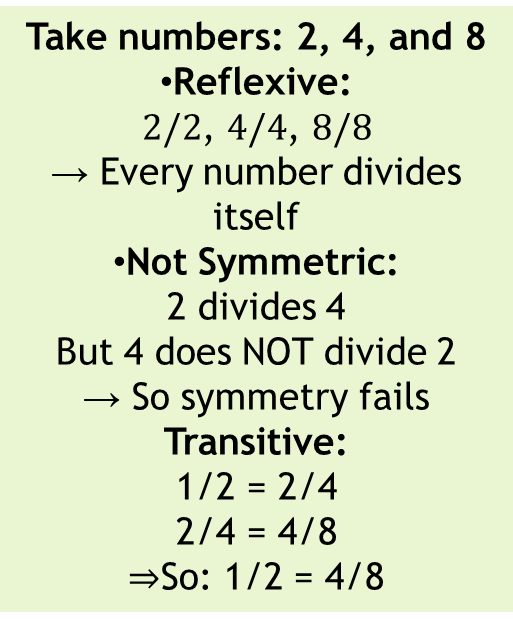 Take numbers: 2, 4, and 8
•Reflexive:
2/2, 4/4, 8/8
→ Every number divides
itself
•Not Symmetric:
2 divides 4
But 4 does NOT divide 2
→ So symmetry fails
Transitive:
1/2 = 2/4
2/4 = 4/8
⇒So: 1/2 = 4/8